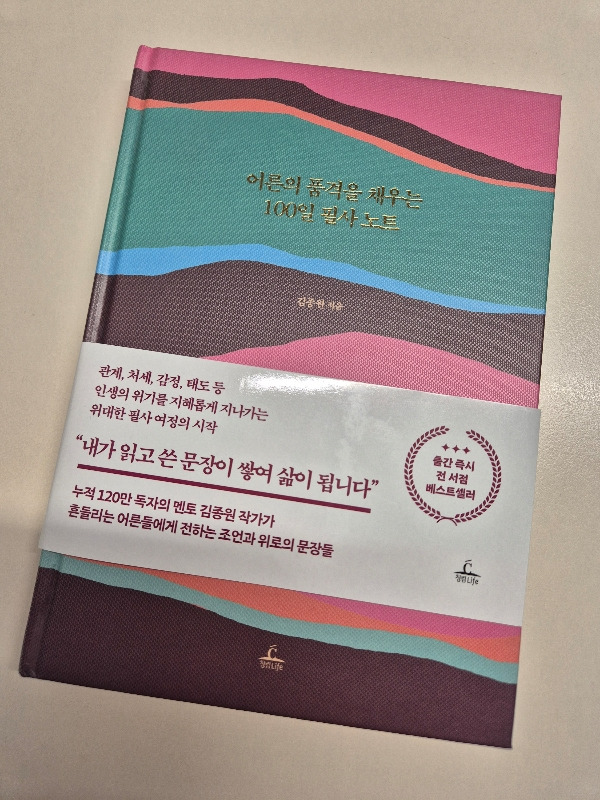 어른의 품격을 채우는
100일 필사 노트
김종원 지음
관계, 처세, 감정, 태도 등
인생의 위기를 지혜롭게 지나가는
위대한 필사 여정의 시작
“내가 읽고 쓴 문장이 쌓여 삶이 됩니다”
누적 120만 독자의 멘토 김종원 작가가
흔들리는 어른들에게 전하는 조언과 위로의 문장들
출간 즉시
전 서점
베스트셀러
청림Life
청림Life